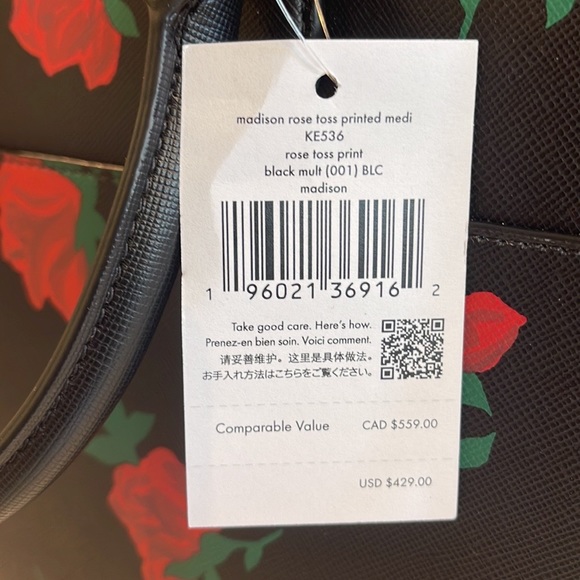 madison rose toss printed medi
KE536
rose toss print
black mult (001) BLC
madison
1 96021 36916 2
Take good care. Here's how.
Prenez-en bien soin. Voici comment.
请妥善维护。这里是具体做法。
お手入れ方法はこちらをご覧ください。
Comparable Value CAD $559.00
USD $429.00